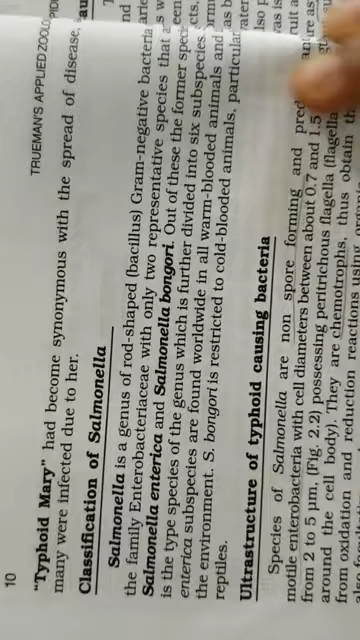 10
TRUEMAN'S APPLIED
"Typhoid Mary" had become synonymous with the spread of disease,
many were infected due to her.
Classification of Salmonella
Salmonella is a genus of rod-shaped (bacillus) Gram-negative bacteria
the family Enterobacteriaceae with only two representative species that
Salmonella enterica and Salmonella bongori. Out of these the former
is the type species of the genus which is further divided into six subspecies.
enterica subspecies are found worldwide in all warm-blooded animals and
the environment. S. bongori is restricted to cold-blooded animals, particular
reptiles.
Ultrastructure of typhoid causing bacteria
Species of Salmonella are non spore forming and
motile enterobacteria with cell diameters between about 0.7 and 1.5
from 2 to 5 µm, (Fig. 2.2) possessing peritrichous flagella (flagella
around the cell body). They are chemotrophs, thus obtain
from oxidation and reduction reactions using